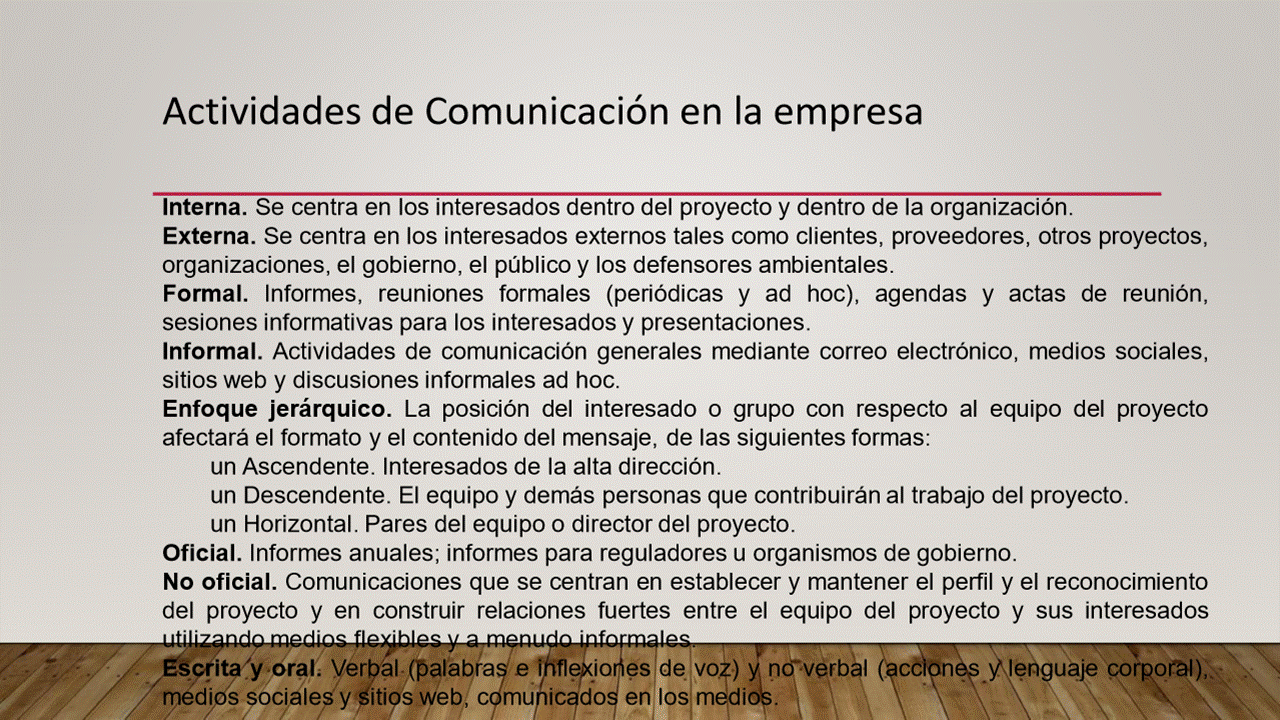 Actividades de Comunicación en la empresa
Interna. Se centra en los interesados dentro del proyecto y dentro de la organización.
Externa. Se centra en los interesados externos tales como clientes, proveedores, otros proyectos,
organizaciones, el gobierno, el público y los defensores ambientales.
Formal. Informes, reuniones formales (periódicas y ad hoc), agendas y actas de reunión,
sesiones informativas para los interesados y presentaciones.
Informal. Actividades de comunicación generales mediante correo electrónico, medios sociales,
sitios web y discusiones informales ad hoc.
Enfoque jerárquico. La posición del interesado o grupo con respecto al equipo del proyecto
afectará el formato y el contenido del mensaje, de las siguientes formas:
un Ascendente. Interesados de la alta dirección.
un Descendente. El equipo y demás personas que contribuirán al trabajo del proyecto.
un Horizontal. Pares del equipo o director del proyecto.
Oficial. Informes anuales; informes para reguladores u organismos de gobierno.
No oficial. Comunicaciones que se centran en establecer y mantener el perfil y el reconocimiento
del proyecto y en construir relaciones fuertes entre el equipo del proyecto y sus interesados
utilizando medios flexibles y a menudo informales.
Escrita y oral. Verbal (palabras e inflexiones de voz) y no verbal (acciones y lenguaje corporal),
medios sociales y sitios web, comunicados en los medios.